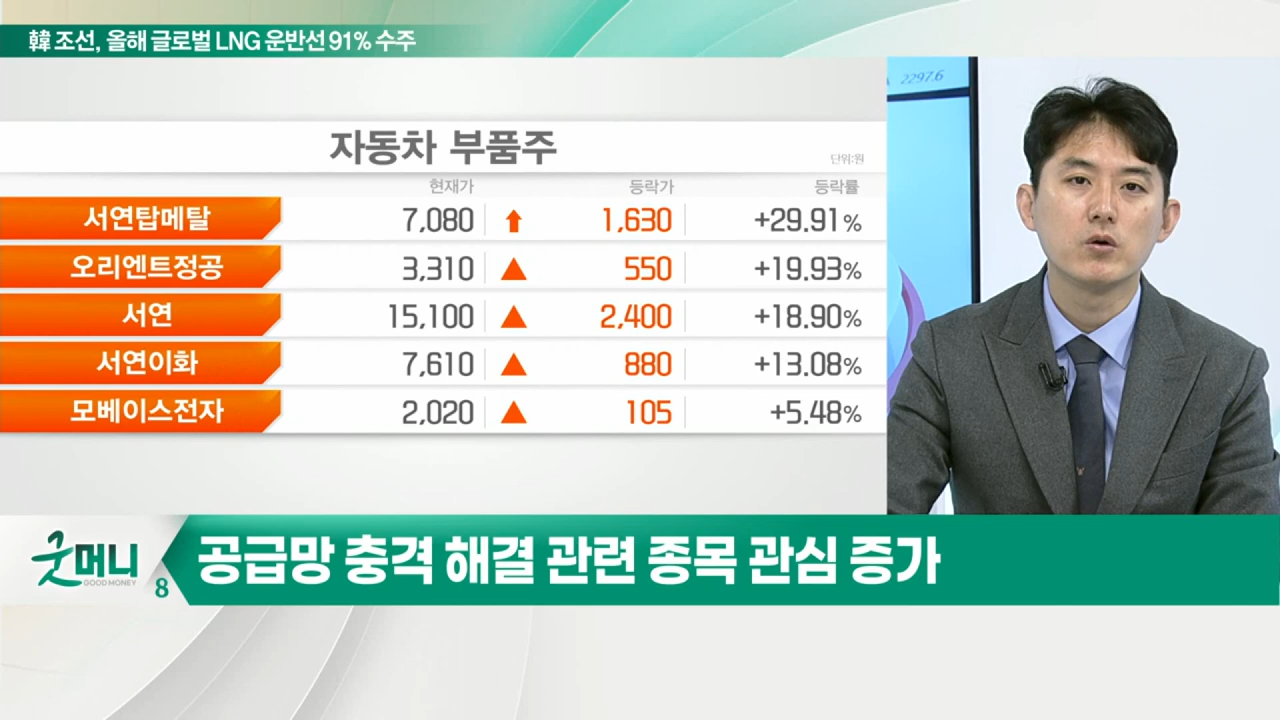 韓 조선, 올해 글로벌 LNG 운반선 91% 수주
2297.6
자동차 부품주
단위:원
현재가 등락가 등락률
서연탑메탈 7,080 1,630 +29.91%
오리엔트정공 3,310 ▲ 550 +19.93%
서연 15,100 ▲ 2,400 +18.90%
서연이화 7,610 ▲ 880 +13.08%
모베이스전자 2,020 ▲ 105 +5.48%
굿머니
GOOD MONEY
8
공급망 충격 해결 관련 종목 관심 증가